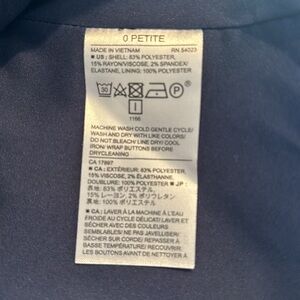 0 PETITE
MADE IN VIETNAM RN 54023
■ US : SHELL: 83% POLYESTER,
15% RAYON/VISCOSE, 2% SPANDEX/
ELASTANE, LINING: 100% POLYESTER
30 P
1166
MACHINE WASH COLD GENTLE CYCLE/
WASH AND DRY WITH LIKE COLORS/
DO NOT BLEACH/ LINE DRY/ COOL
IRON/ WRAP BUTTONS BEFORE
DRYCLEANING
CA 17897
■ CA : EXTÉRIEUR: 83% POLYESTER,
15% VISCOSE, 2% ÉLASTHANNE,
DOUBLURE: 100% POLYESTER ■ JP :
表地: 83% ポリエステル,
15% レーヨン, 2% ポリウレタン
裏地: 100% ポリエステル
■ CA : LAVER À LA MACHINE À L'EAU
FROIDE AU CYCLE DÉLICAT/ LAVER ET
SÉCHER AVEC DES COULEURS
SEMBLABLES/ NE PAS JAVELLISER/
SÉCHER SUR CORDE/ REPASSER À
BASSE TEMPÉRATURE/ RECOUVRIR
LES BOUTONS AVANT DE NETTOYER À